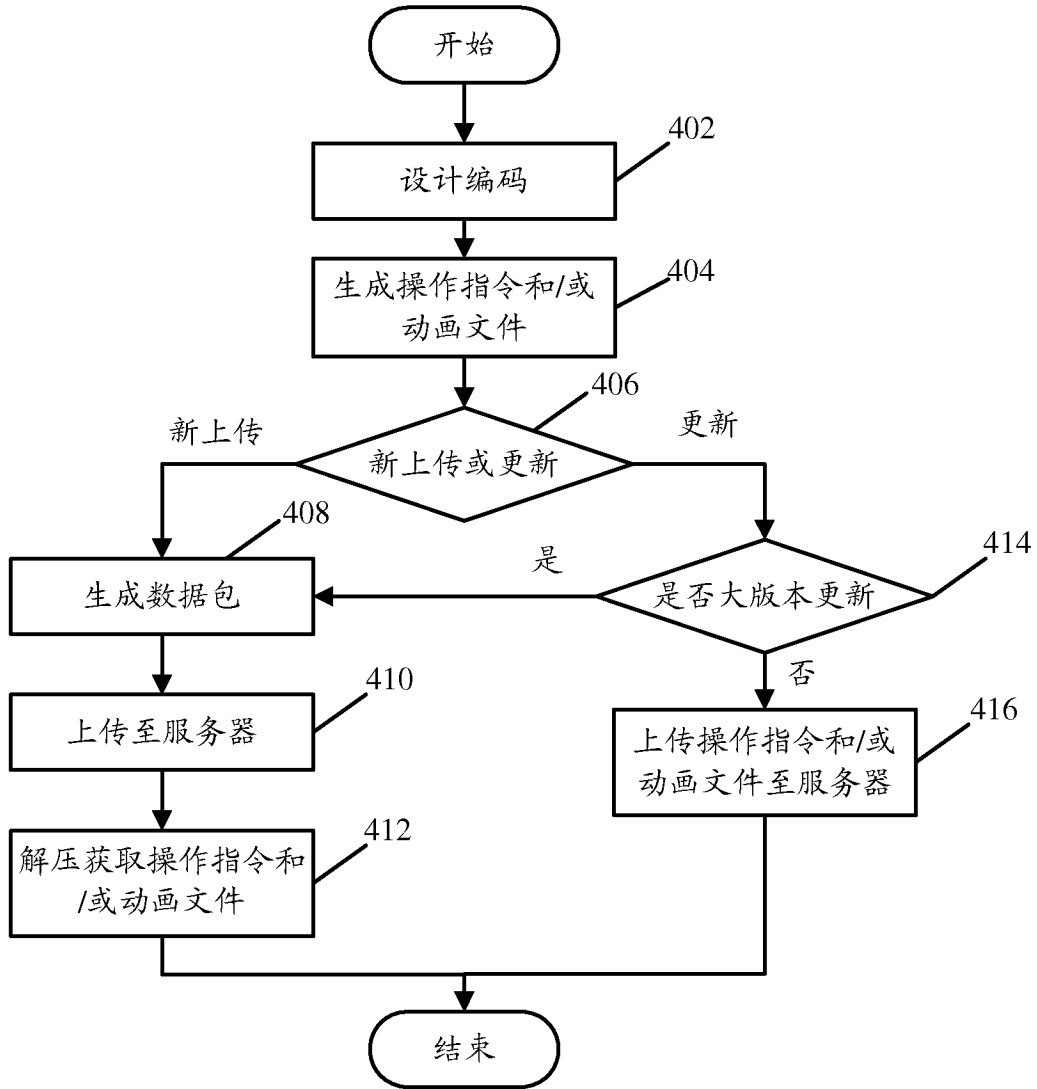 开始
402
设计编码
404
生成操作指令和/或
动画文件
406
新上传
更新
新上传或更新
408
414
是
生成数据包
是否大版本更新
否
410
416
上传至服务器
上传操作指令和/或
动画文件至服务器
412
解压获取操作指令和
/或动画文件
结束